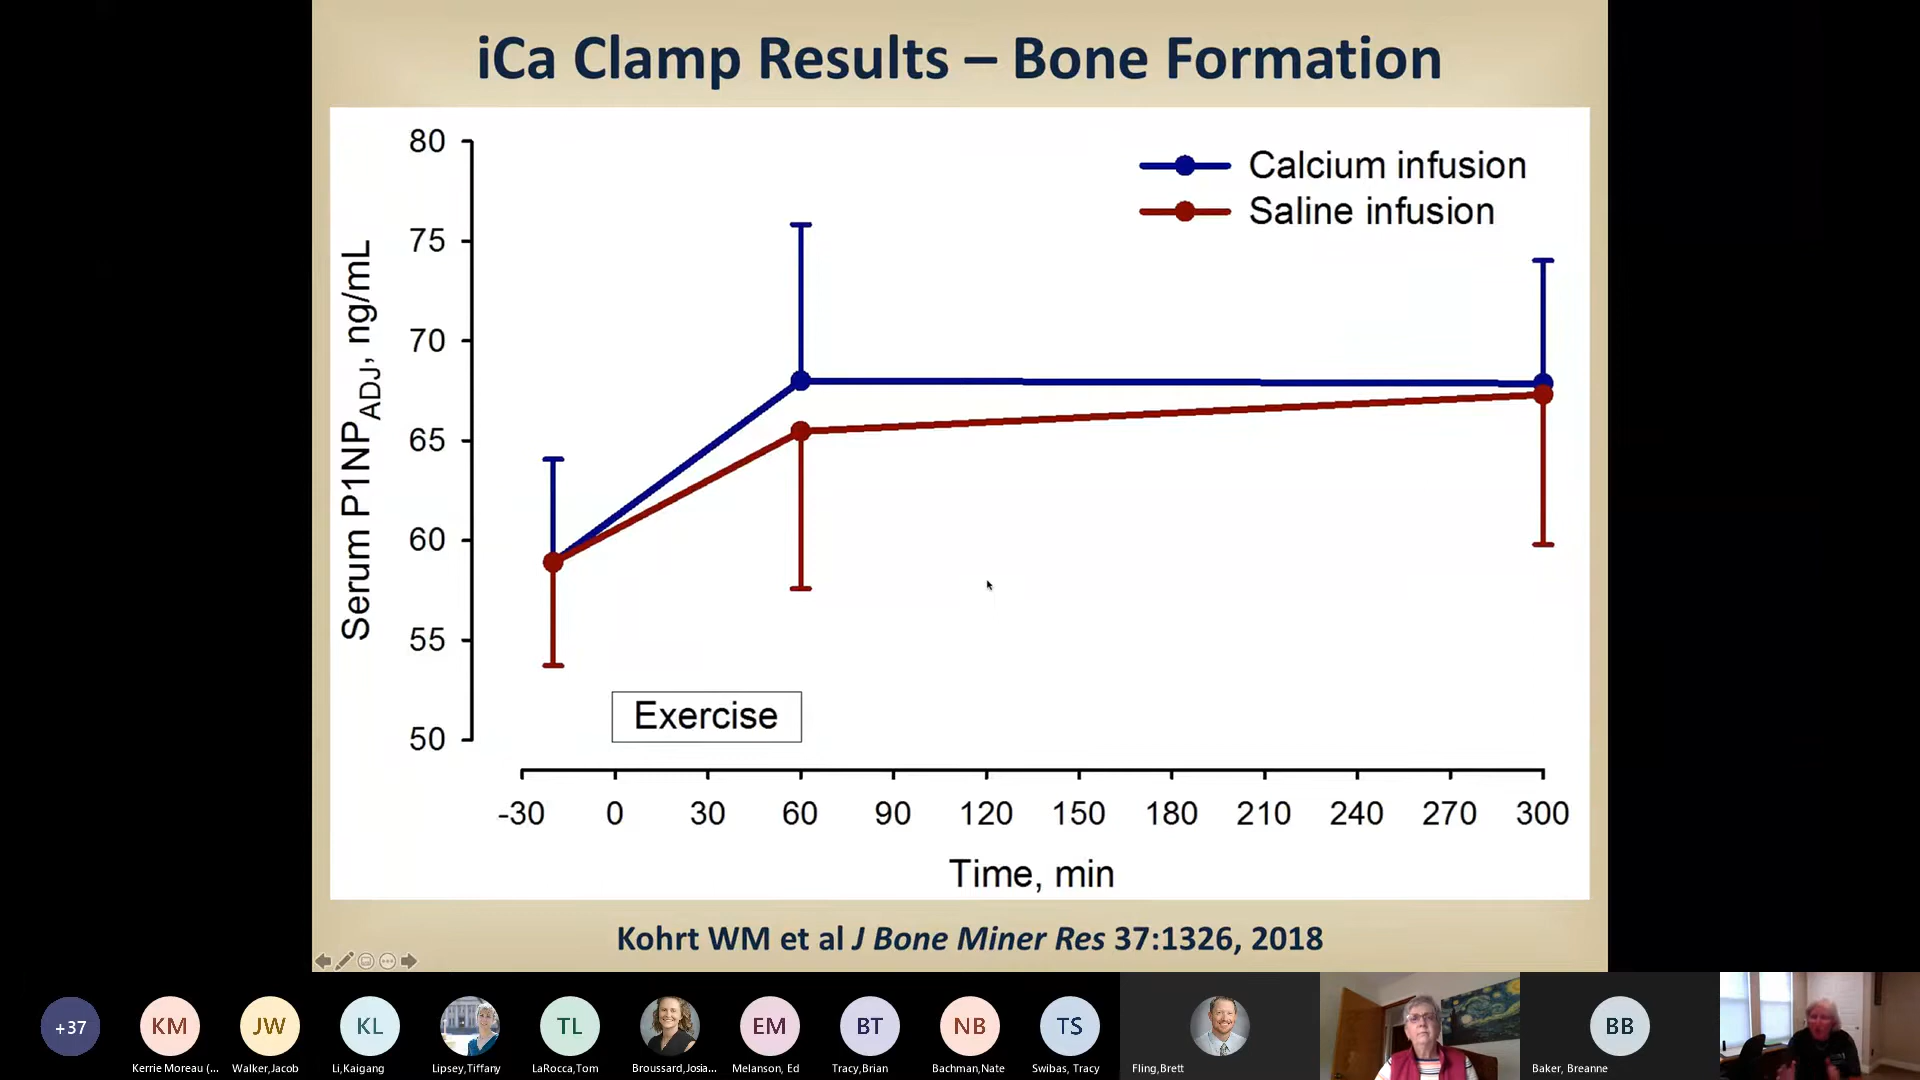 iCa Clamp Results – Bone Formation
80
75
70
65
60
55
50
Serum P1NPADJ, ng/mL
Calcium infusion
Saline infusion
Exercise
-30 0 30 60 90 120 150 180 210 240 270 300
Time, min
Kohrt WM et al J Bone Miner Res 37:1326, 2018
+37 KM JW KL TL EM BT NB TS BB
Kerrie Moreau (... Walker,Jacob Li,Kaigang Lipsey,Tiffany LaRocca,Tom Broussard,Josia... Melanson, Ed Tracy,Brian Bachman,Nate Swibas, Tracy Fling,Brett Baker, Breanne